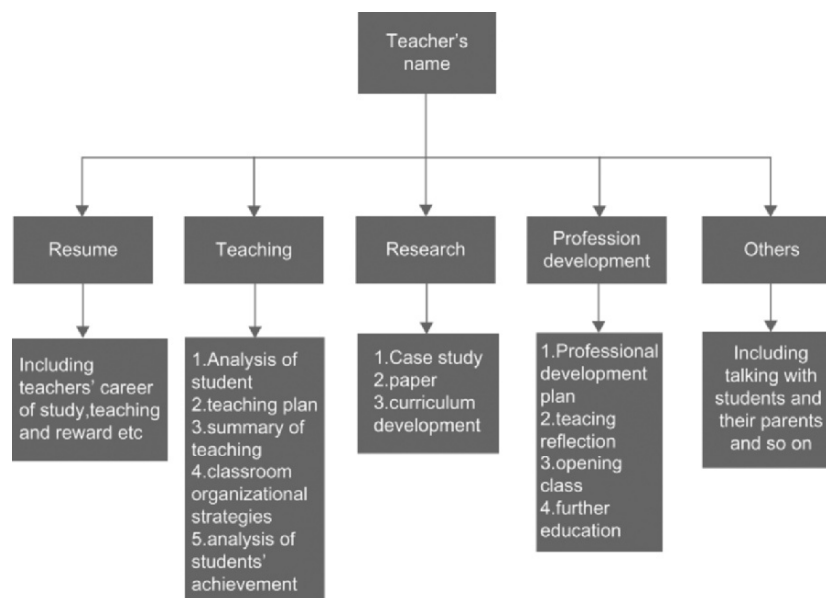 Teacher's
name
Resume
Teaching
Research
Profession
development
Others
Including
teachers' career
of study,teaching
and reward etc
1.Analysis of
student
2.teaching plan
3.summary of
teaching
4.classroom
organizational
strategies
5.analysis of
students'
achievement
1.Case study
2.paper
3.curriculum
development
1.Professional
development
plan
2.teacing
reflection
3.opening
class
4.further
education
Including
talking with
students and
their parents
and so on